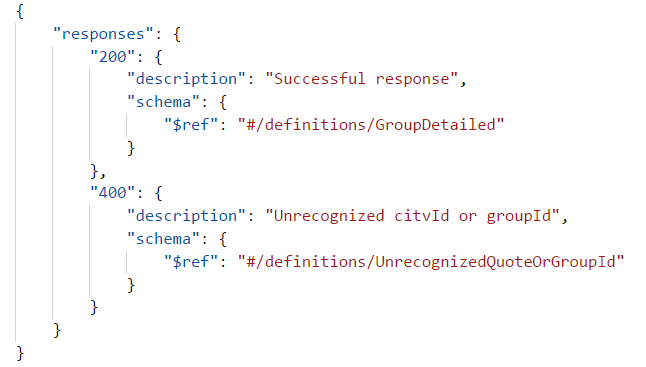 {
"responses": {
"200": {
"description": "Successful response",
"schema": {
"$ref": "#/definitions/GroupDetailed"
}
},
"400": {
"description": "Unrecognized citvId or groupId",
"schema": {
"$ref": "#/definitions/UnrecognizedQuoteOrGroupId"
}
}
}
}